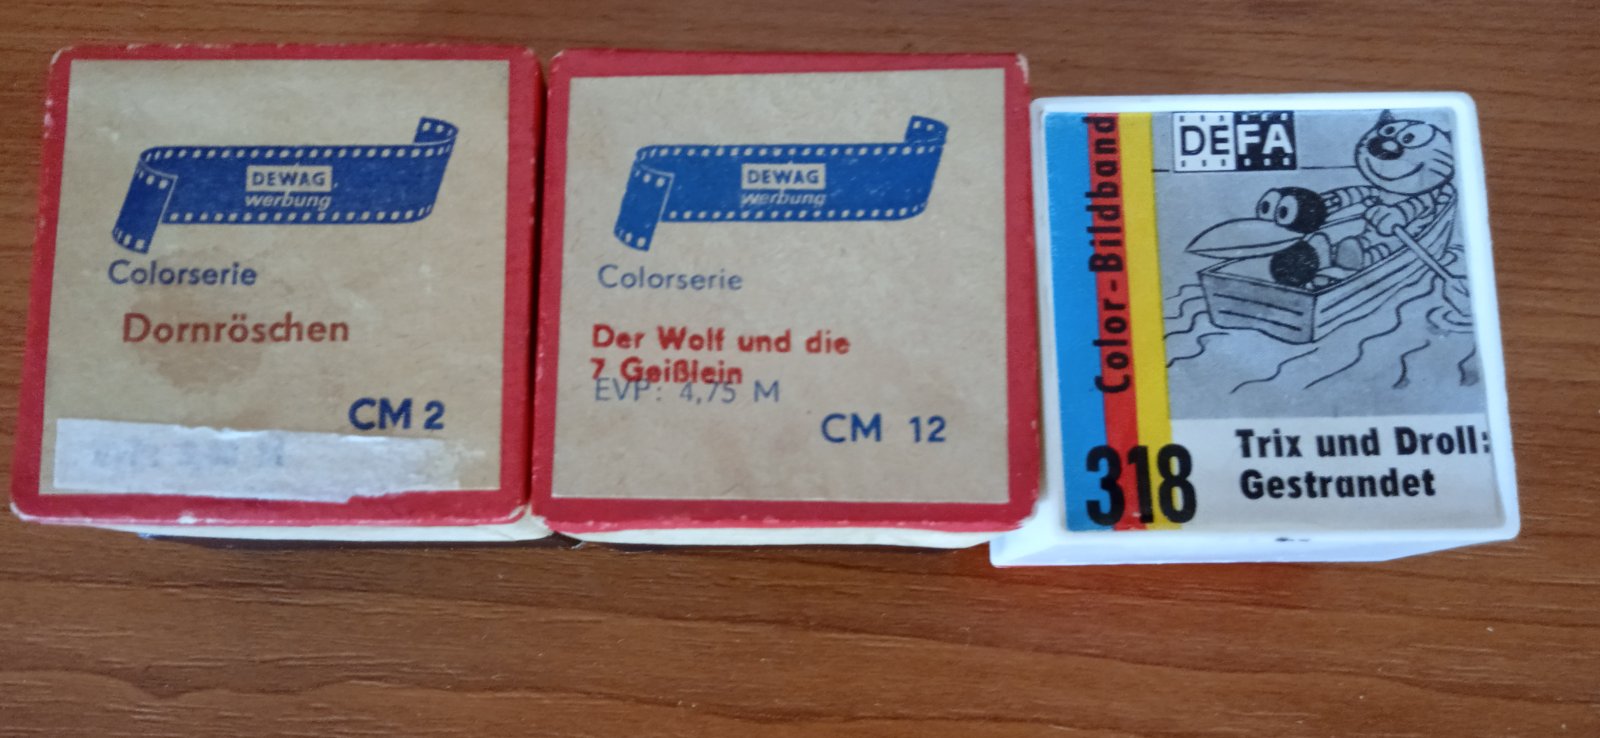 DEWAG
werbung
Colorserie
Dornröschen
CM 2
DEWAG
werbung
Colorserie
Der Wolf und die
7 Geißlein
EVP: 4,75 M
CM 12
DEFA
Color-Bildband
318
Trix und Droll:
Gestrandet